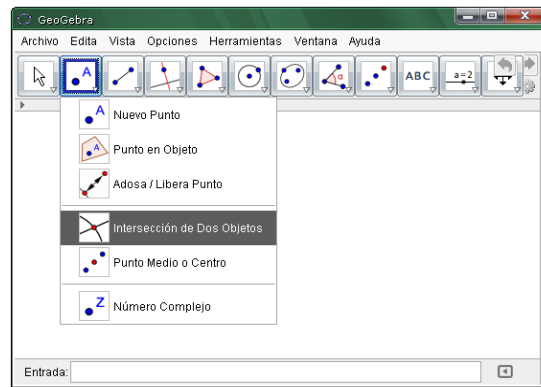 GeoGebra
Archivo Edita Vista Opciones Herramientas Ventana Ayuda
A α ABC a=2
A Nuevo Punto
A Punto en Objeto
Adosa / Libera Punto
Intersección de Dos Objetos
Punto Medio o Centro
Z Número Complejo
Entrada: